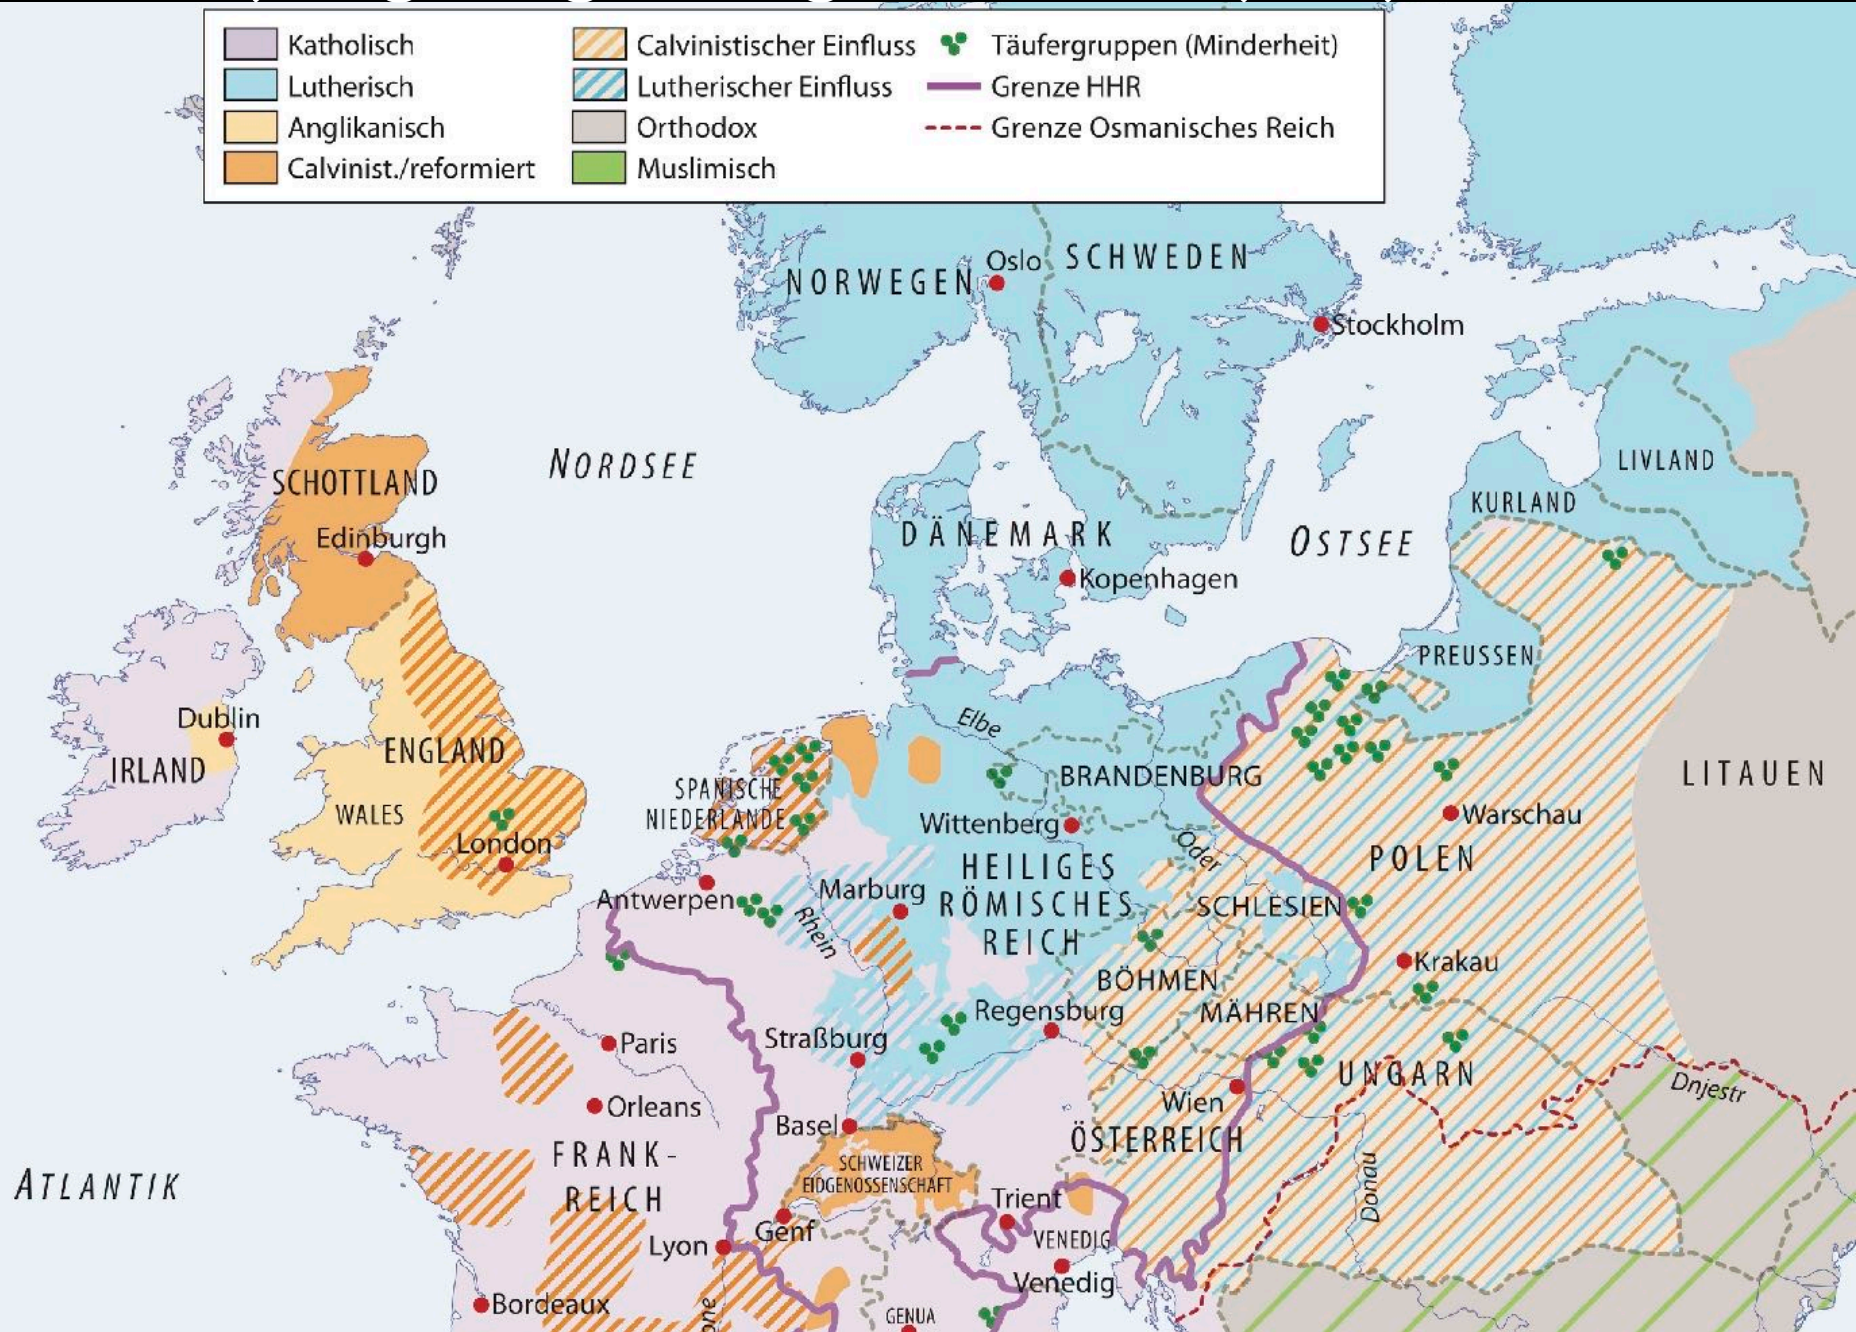 Katholisch
Lutherisch
Anglikanisch
Calvinist./reformiert
Calvinistischer Einfluss
Lutherischer Einfluss
Orthodox
Muslimisch
Täufergruppen (Minderheit)
Grenze HHR
Grenze Osmanisches Reich
NORWEGEN
Oslo
SCHWEDEN
Stockholm
SCHOTTLAND
Edinburgh
NORDSEE
DÄNEMARK
Kopenhagen
OSTSEE
LIVLAND
KURLAND
PREUSSEN
Dublin
IRLAND
ENGLAND
WALES
London
SPANISCHE
NIEDERLANDE
Elbe
BRANDENBURG
Wittenberg
Oder
Warschau
POLEN
LITAUEN
Antwerpen
Marburg
Rhein
HEILIGES
RÖMISCHES
REICH
SCHLESIEN
BÖHMEN
MÄHREN
Krakau
Regensburg
Straßburg
Paris
Orleans
Basel
Wien
UNGARN
Dnjestr
ÖSTERREICH
Donau
FRANK-
REICH
ATLANTIK
SCHWEIZER
EIDGENOSSENSCHAFT
Genf
Lyon
Trient
VENEDIG
Venedig
Bordeaux
GENUA